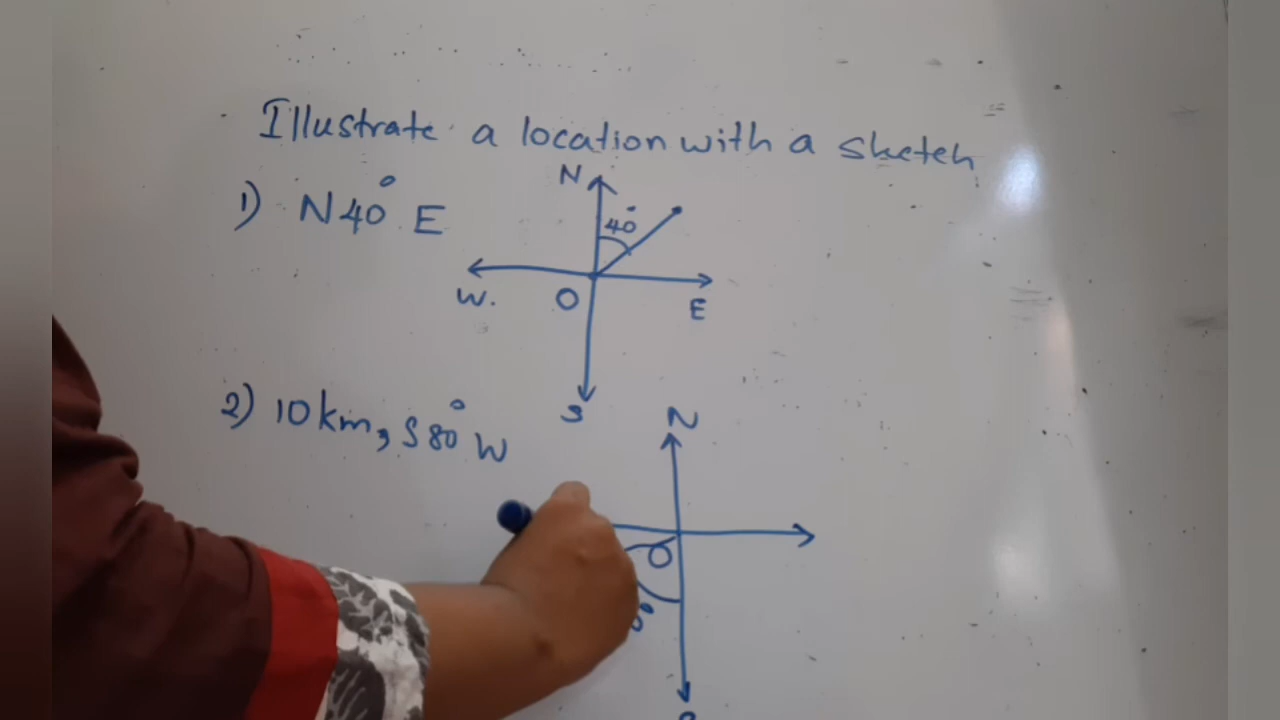 Illustrate a location with a sketch
1) N40° E
N
40°
W.
O
E
S
2) 10km, S80° W
N
O